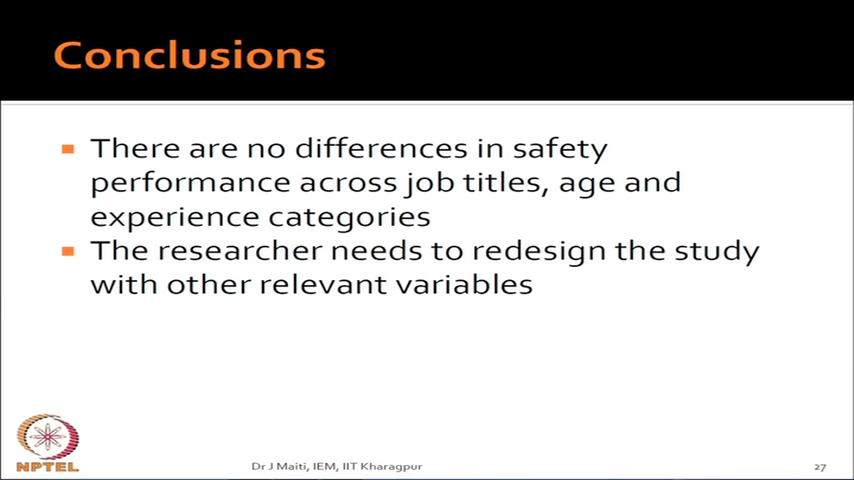 Conclusions
There are no differences in safety
performance across job titles, age and
experience categories
The researcher needs to redesign the study
with other relevant variables
NPTEL
Dr J Maiti, IEM, IIT Kharagpur
27